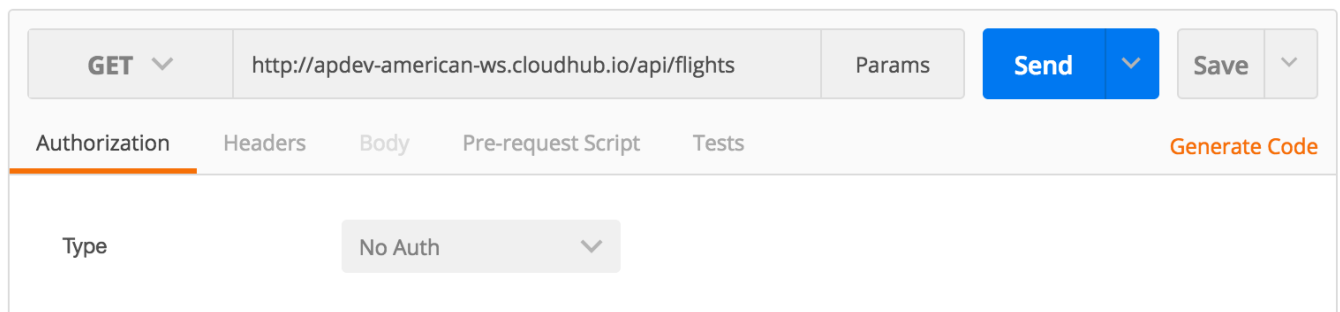 GET http://apdev-american-ws.cloudhub.io/api/flights Params Send Save
Authorization Headers Body Pre-request Script Tests Generate Code
Type No Auth